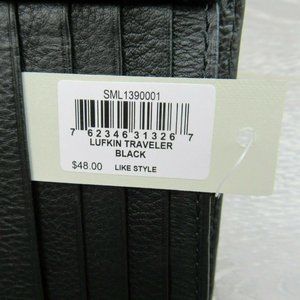 SML1390001
7 62346 31326 7
LUFKIN TRAVELER
BLACK
$48.00 LIKE STYLE